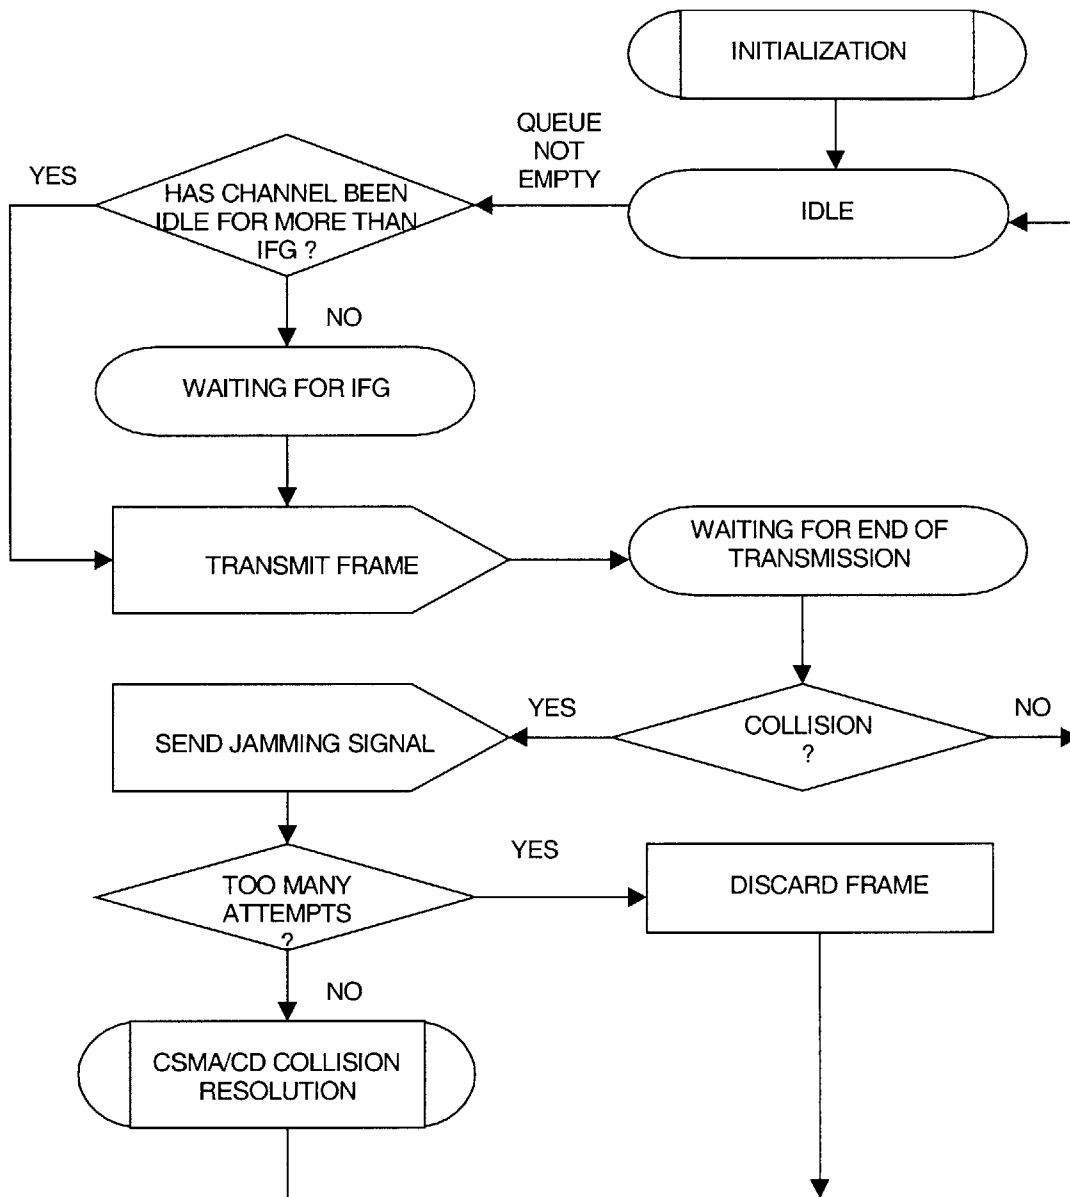 INITIALIZATION
QUEUE
NOT
EMPTY
YES
HAS CHANNEL BEEN
IDLE FOR MORE THAN
IFG ?
IDLE
NO
WAITING FOR IFG
TRANSMIT FRAME
WAITING FOR END OF
TRANSMISSION
SEND JAMMING SIGNAL
YES
COLLISION
?
NO
TOO MANY
ATTEMPTS
?
YES
DISCARD FRAME
NO
CSMA/CD COLLISION
RESOLUTION